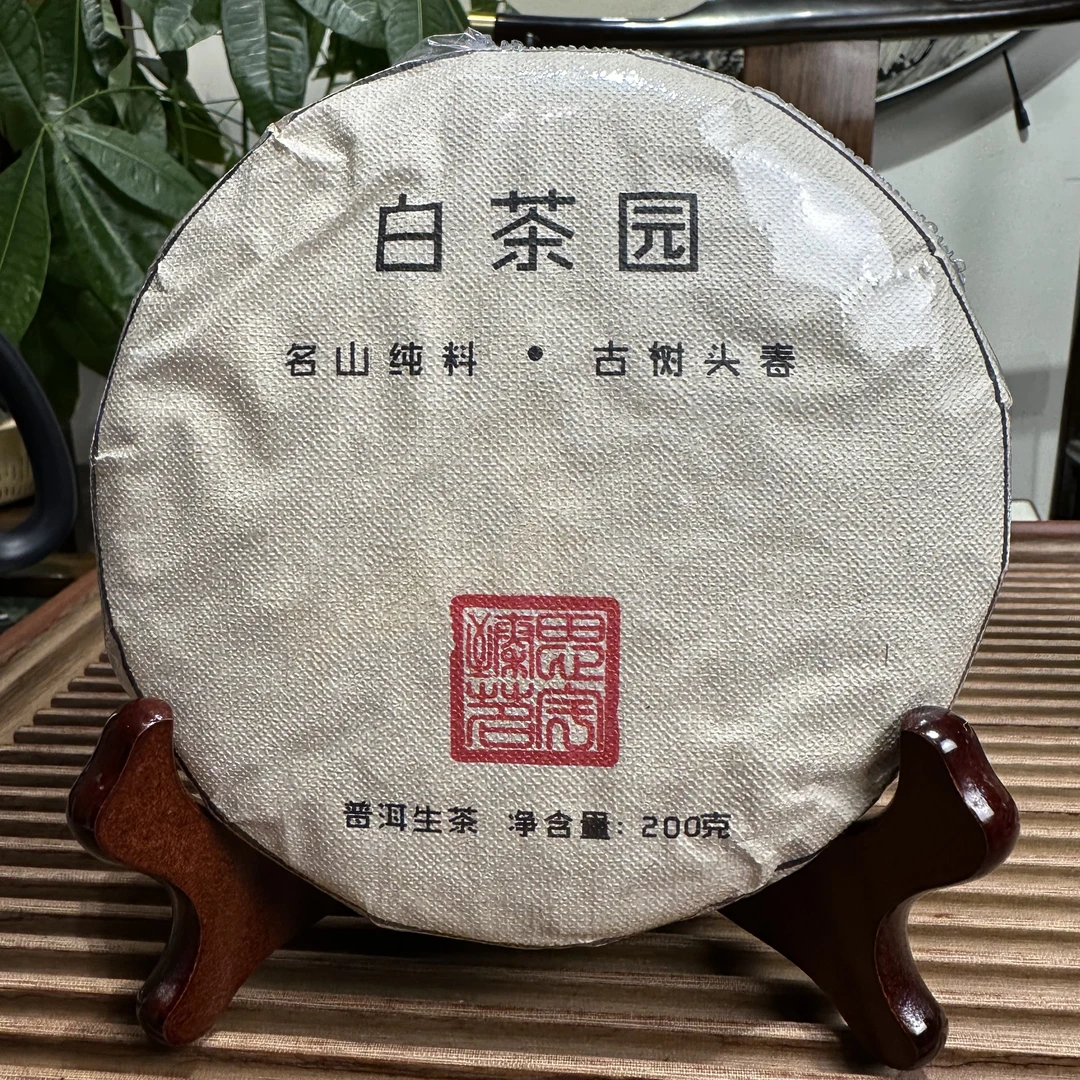 白茶园
名山纯料 • 古树头春
普洱生茶 净含量: 200克